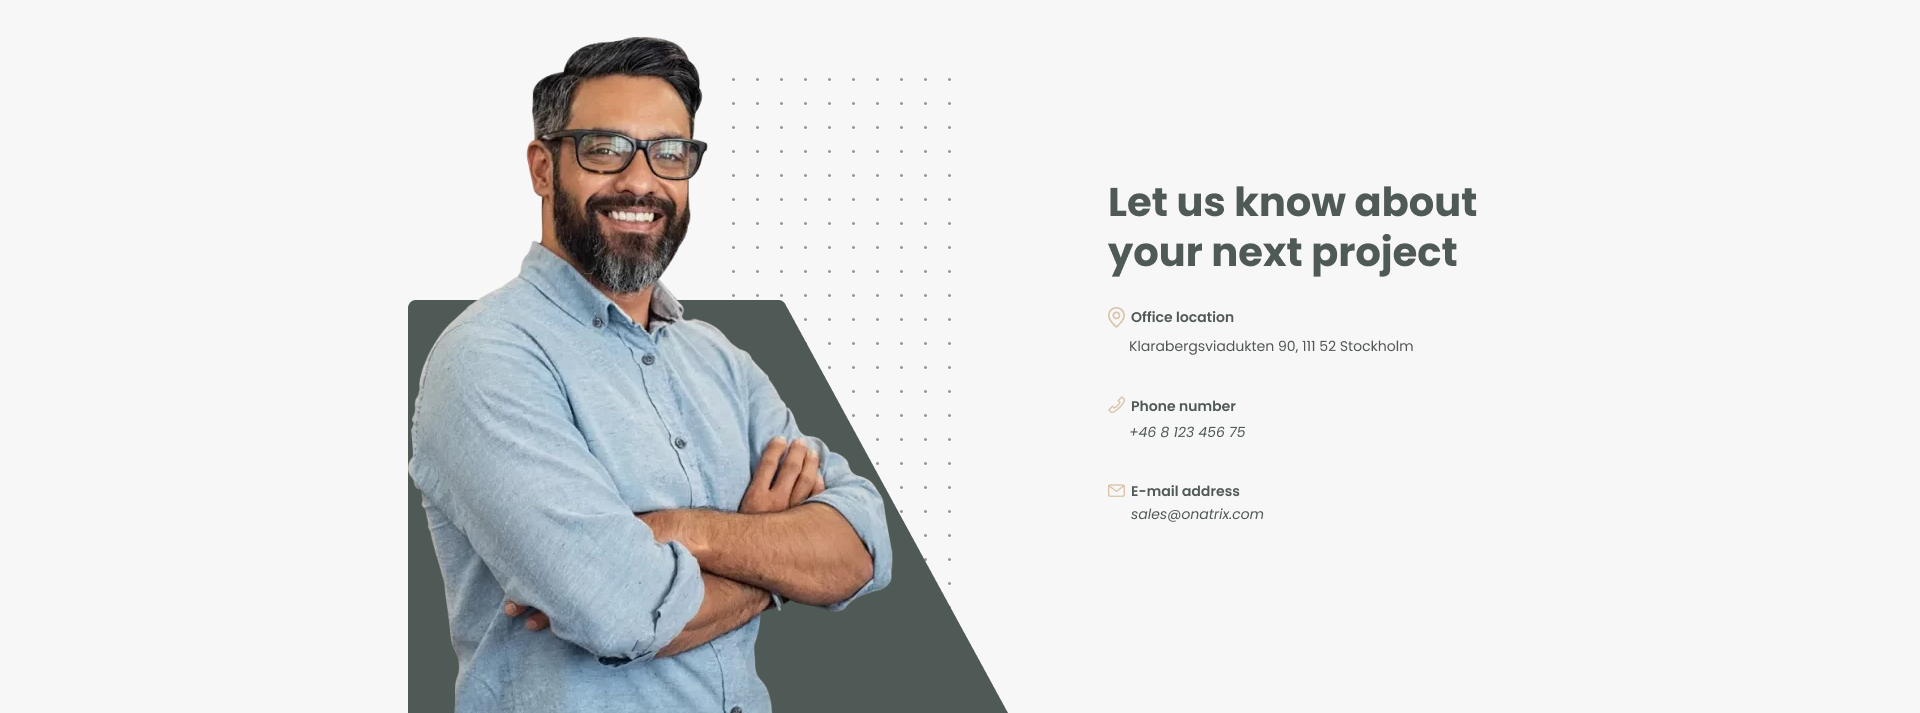 Let us know about
your next project
Office location
Klarabergsviadukten 90, 111 52 Stockholm
Phone number
+46 8 123 456 75
E-mail address
sales@onatrix.com